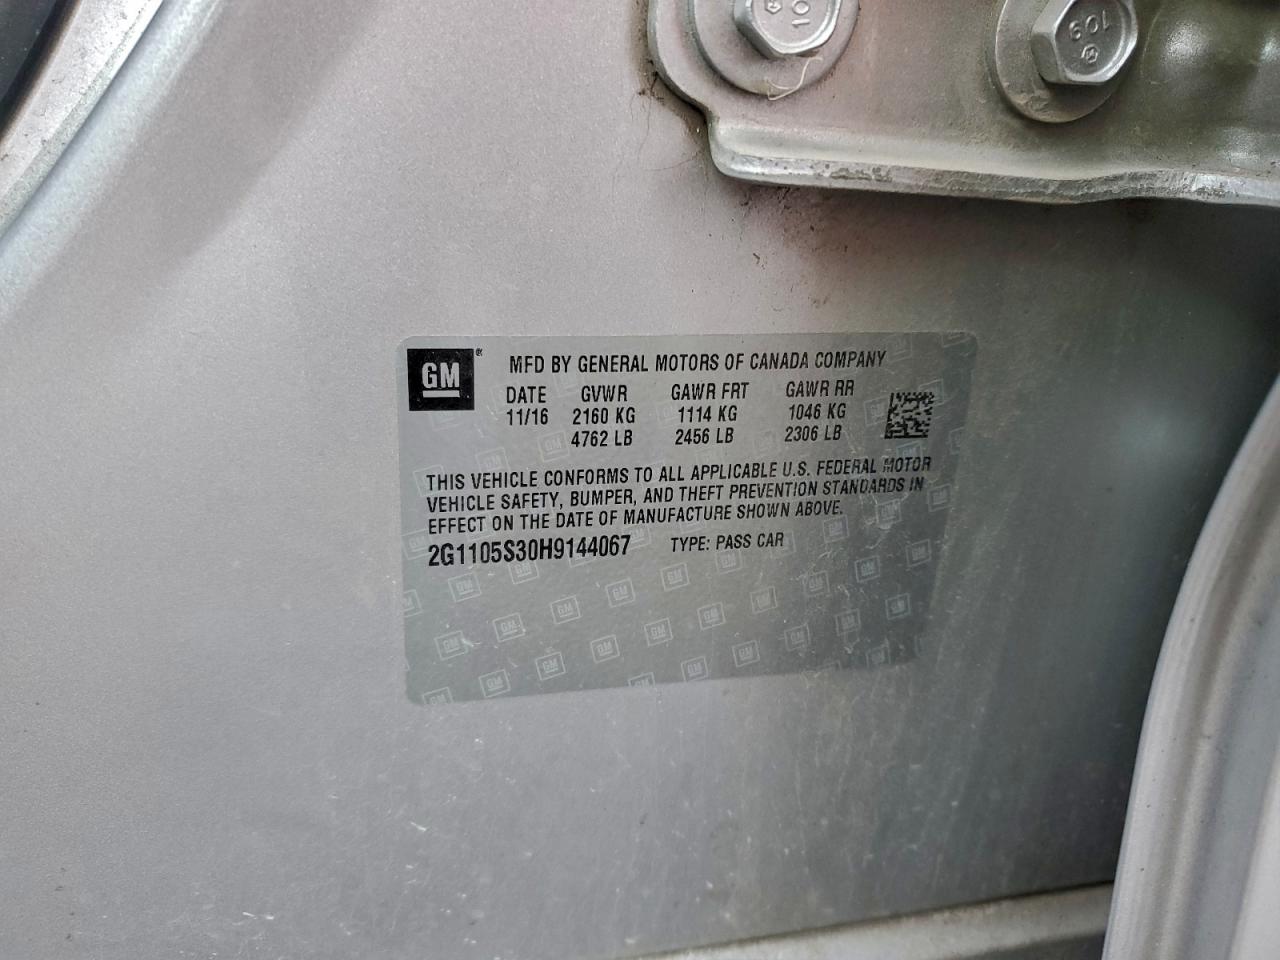 109
GM
MFD BY GENERAL MOTORS OF CANADA COMPANY
DATE GVWR GAWR FRT GAWR RR
11/16 2160 KG 1114 KG 1046 KG
4762 LB 2456 LB 2306 LB
THIS VEHICLE CONFORMS TO ALL APPLICABLE U.S. FEDERAL MOTOR
VEHICLE SAFETY, BUMPER, AND THEFT PREVENTION STANDARDS IN
EFFECT ON THE DATE OF MANUFACTURE SHOWN ABOVE.
2G1105S30H9144067 TYPE: PASS CAR